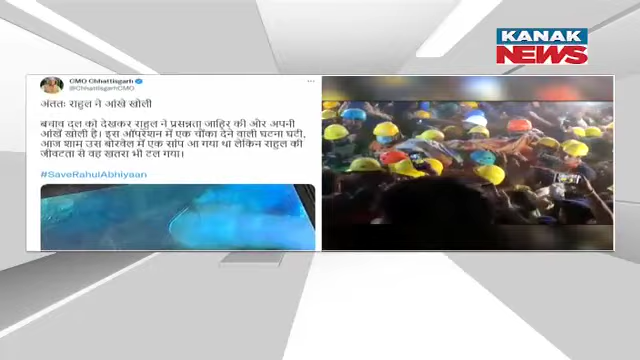 KANAK
NEWS
CMO Chhattisgarh
@ChhattisgarhCMO
अंततः राहुल ने आंखे खोली
बचाव दल को देखकर राहुल ने प्रसन्नता जाहिर की और अपनी
आंखें खोली है। इस ऑपरेशन में एक चौंका देने वाली घटना घटी,
आज शाम उस बोरवेल में एक सांप आ गया था लेकिन राहुल की
जीवटता से वह खतरा भी टल गया।
#SaveRahulAbhiyaan